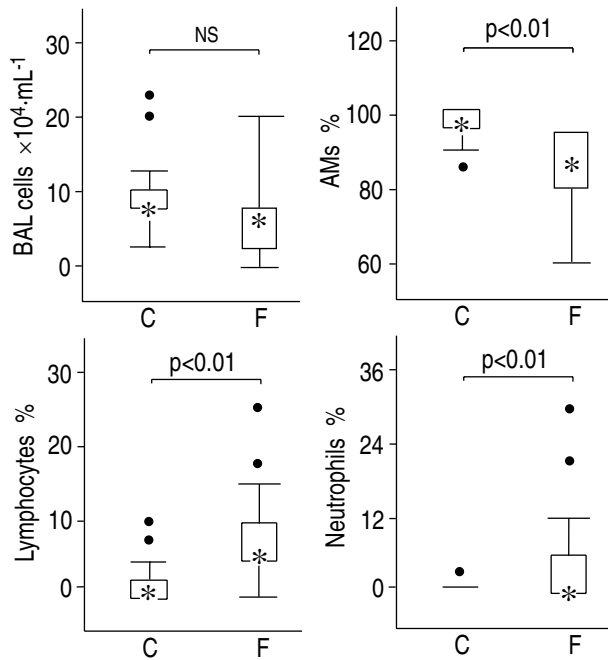 BAL cells ×10⁴·mL⁻¹
30
20
10
0
NS
*
*
C
F
AMs %
120
100
80
60
p<0.01
*
*
C
F
Lymphocytes %
30
20
10
0
p<0.01
*
*
C
F
Neutrophils %
36
24
12
0
p<0.01
*
C
F